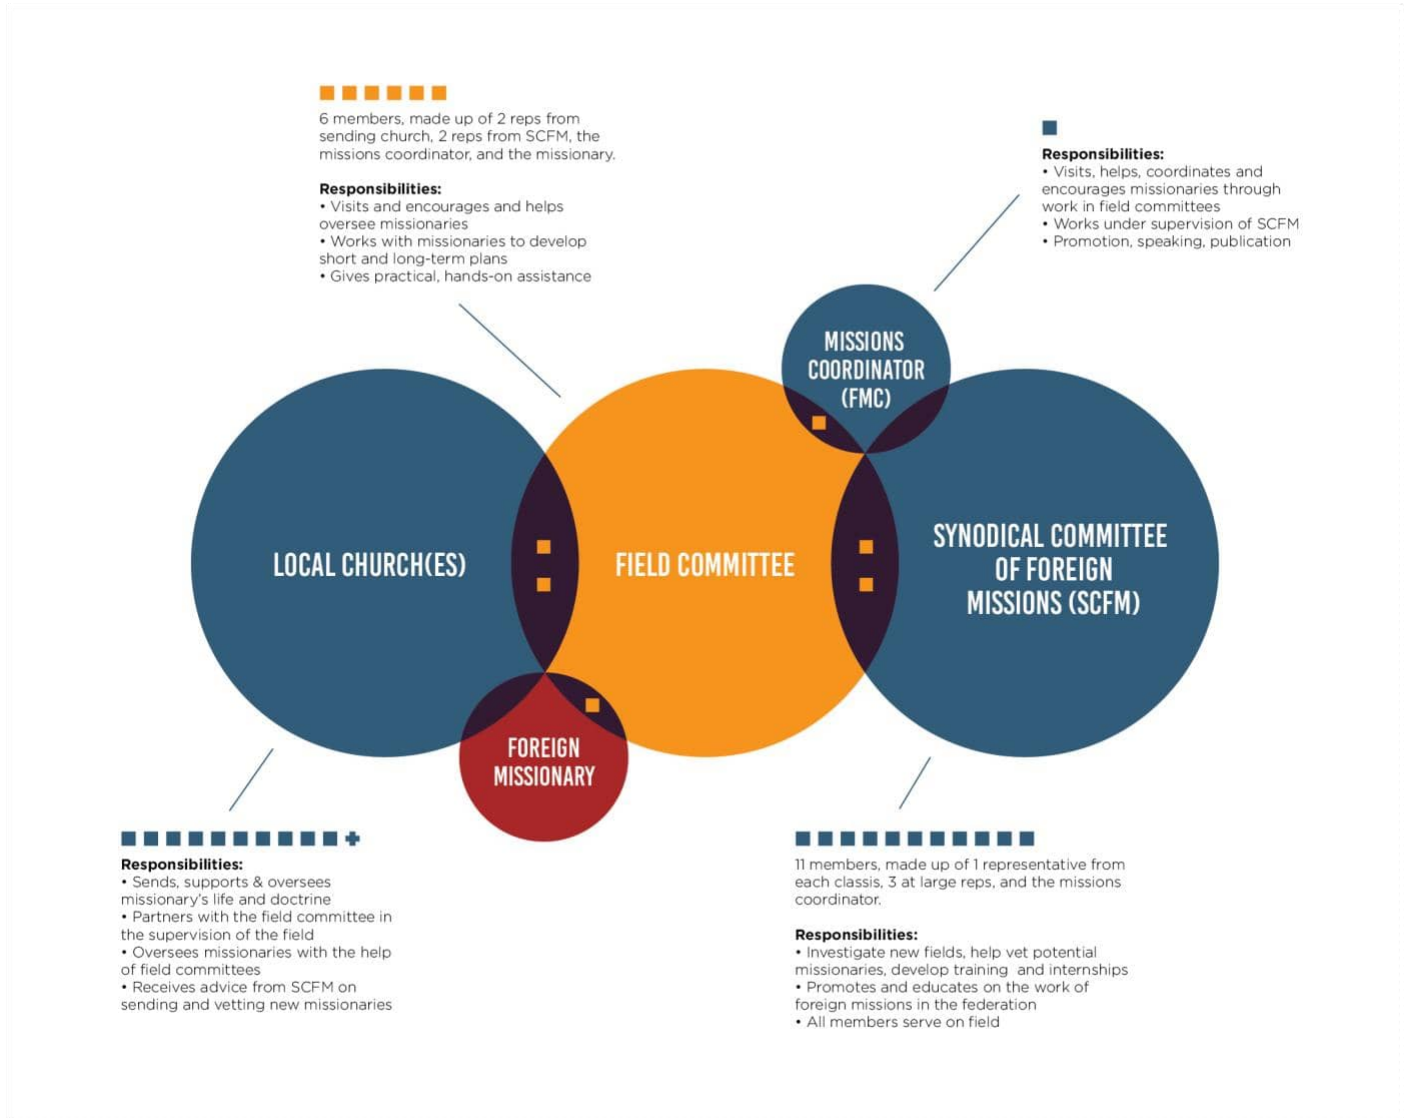 6 members, made up of 2 reps from
sending church, 2 reps from SCFM, the
missions coordinator, and the missionary.
Responsibilities:
• Visits and encourages and helps
oversee missionaries
• Works with missionaries to develop
short and long-term plans
• Gives practical, hands-on assistance
Responsibilities:
• Visits, helps, coordinates and
encourages missionaries through
work in field committees
• Works under supervision of SCFM
• Promotion, speaking, publication
MISSIONS
COORDINATOR
(FMC)
LOCAL CHURCH(ES)
FIELD COMMITTEE
SYNODICAL COMMITTEE
OF FOREIGN
MISSIONS (SCFM)
FOREIGN
MISSIONARY
Responsibilities:
• Sends, supports & oversees
missionary's life and doctrine
• Partners with the field committee in
the supervision of the field
• Oversees missionaries with the help
of field committees
• Receives advice from SCFM on
sending and vetting new missionaries
11 members, made up of 1 representative from
each classis, 3 at large reps, and the missions
coordinator.
Responsibilities:
• Investigate new fields, help vet potential
missionaries, develop training and internships
• Promotes and educates on the work of
foreign missions in the federation
• All members serve on field